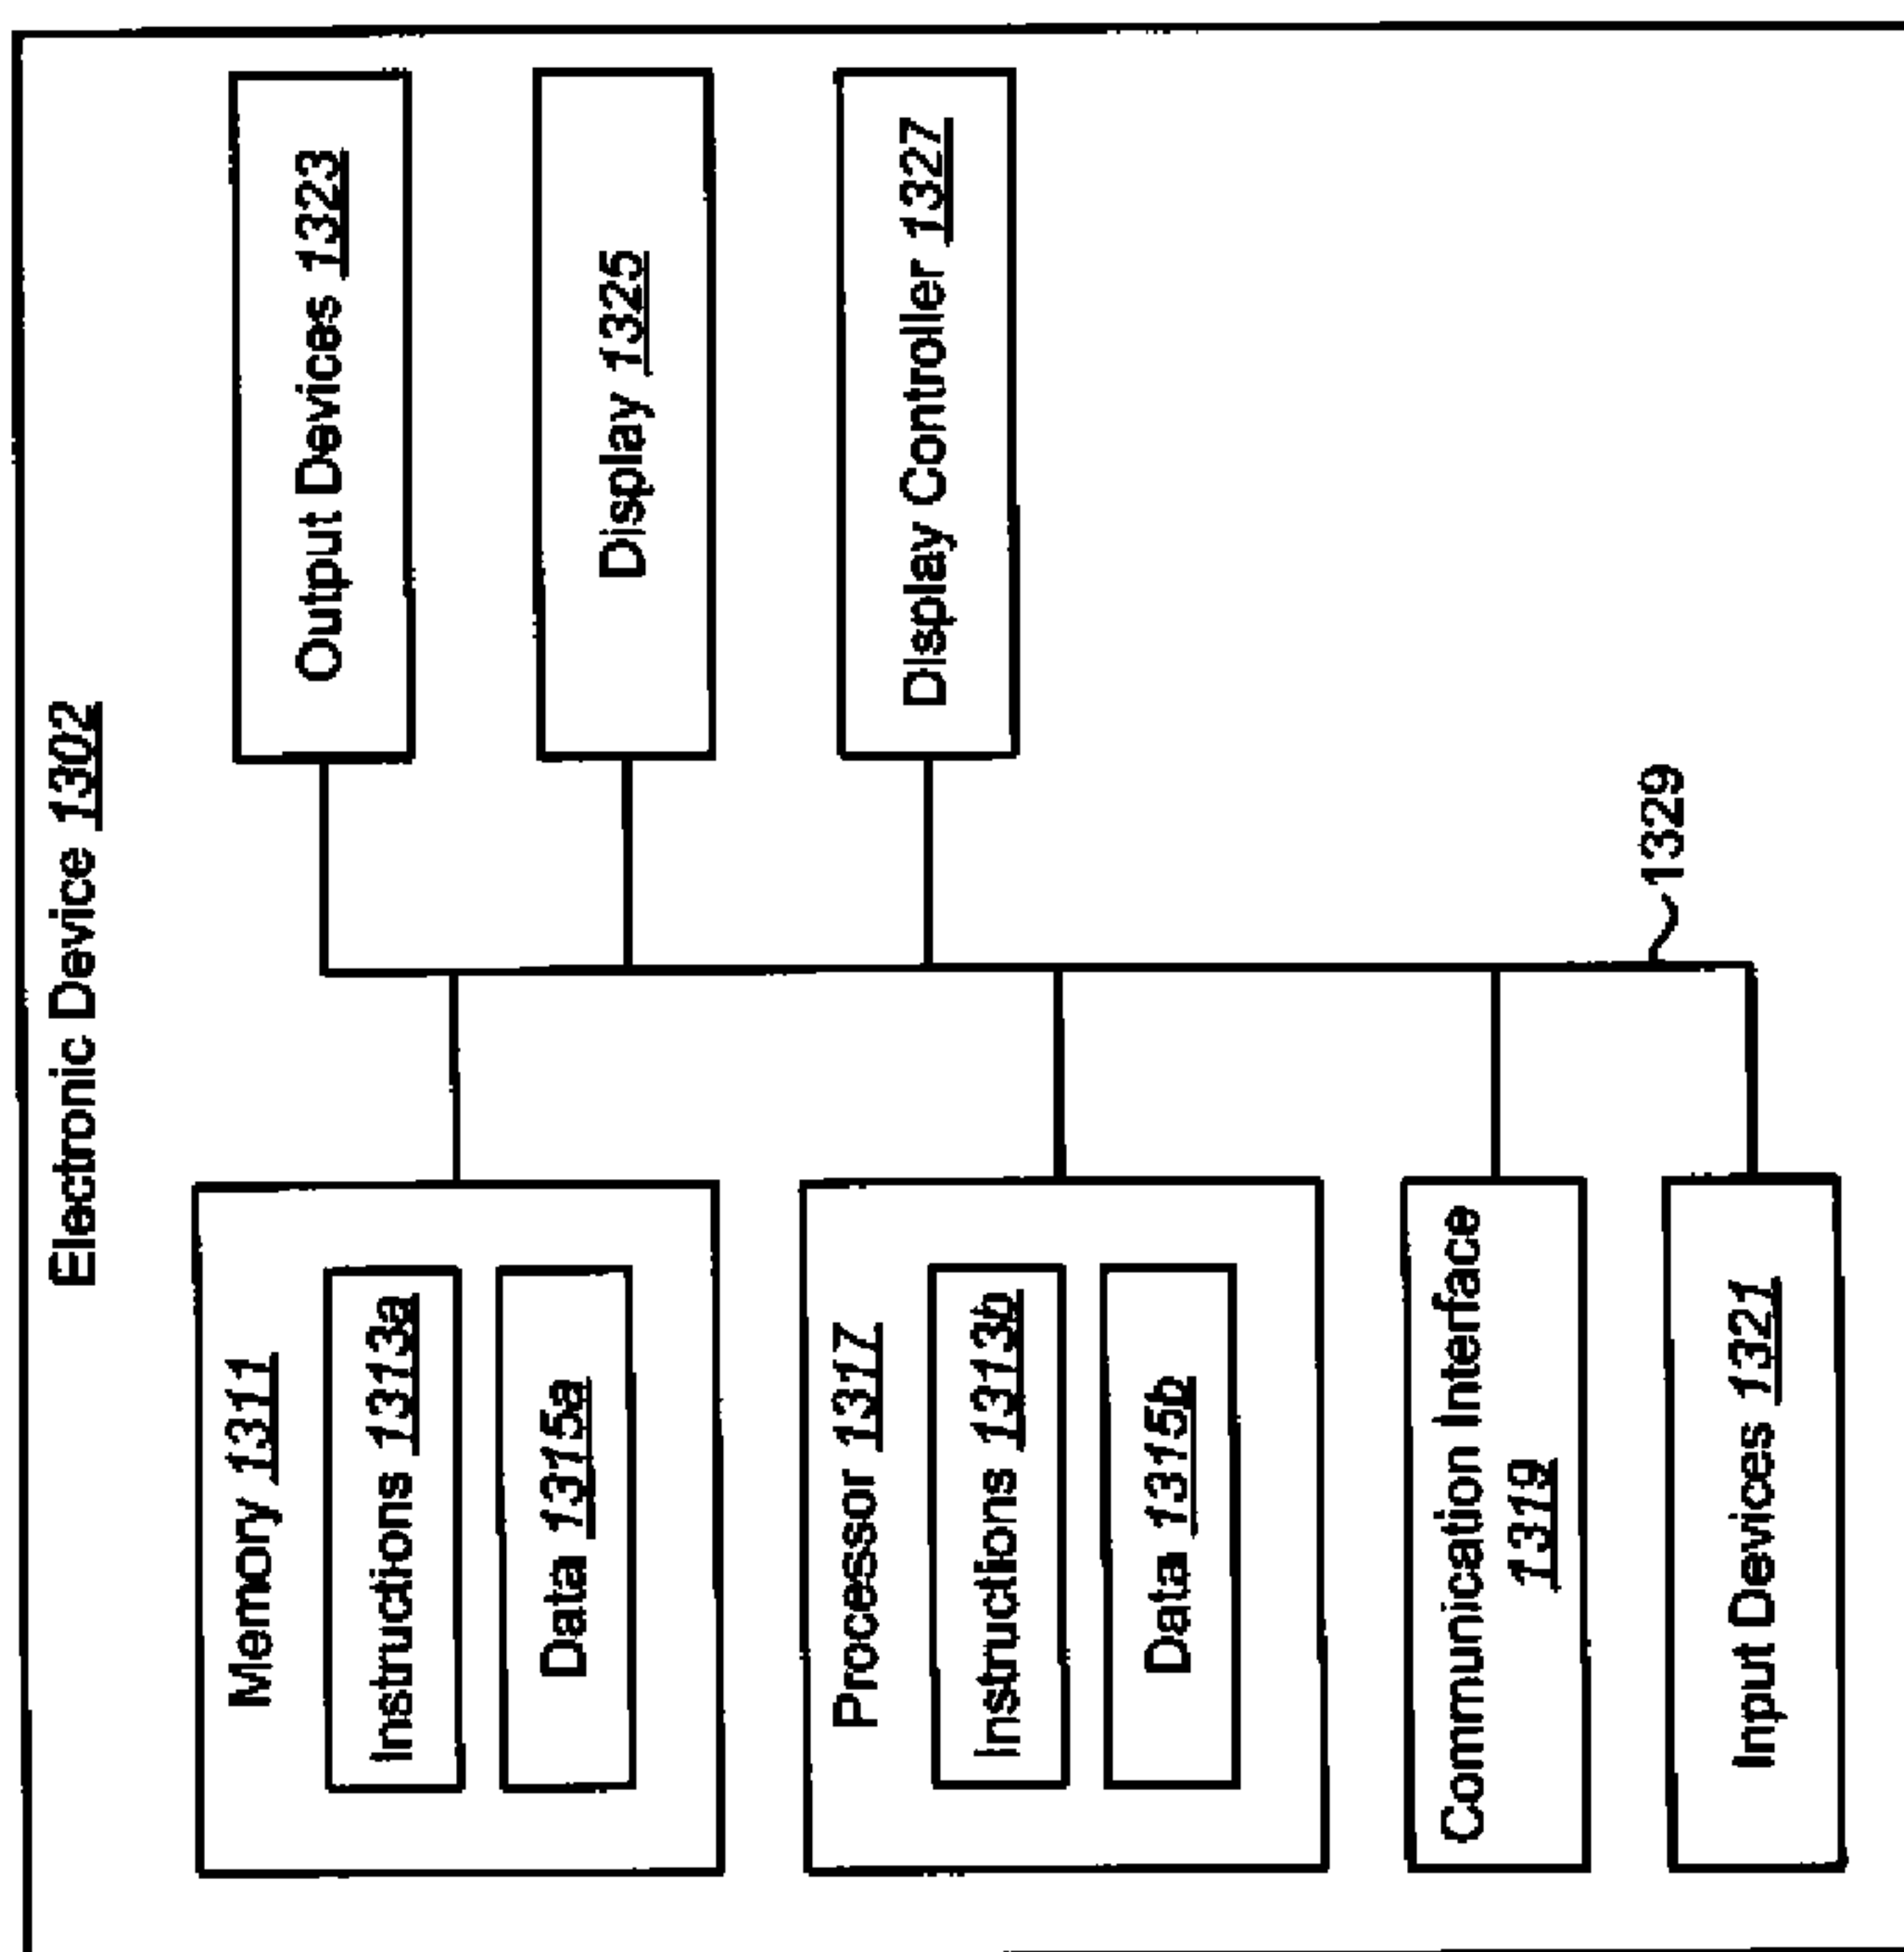 Electronic Device 1302
Memory 1311
Instructions 1313a
Data 1315a
Processor 1317
Instructions 1313b
Data 1315b
Communication Interface
1319
Input Devices 1321
Output Devices 1323
Display 1325
Display Controller 1327
1329